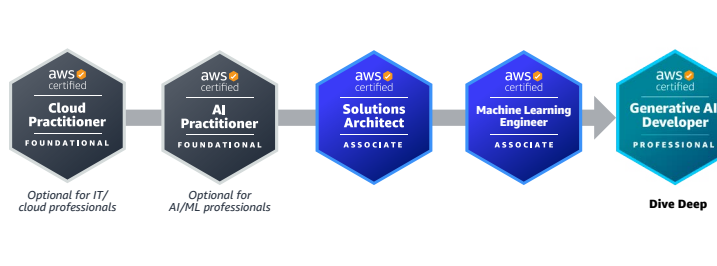 aws
certified
Cloud
Practitioner
FOUNDATIONAL
Optional for IT/
cloud professionals
aws
certified
AI
Practitioner
FOUNDATIONAL
Optional for
AI/ML professionals
aws
certified
Solutions
Architect
ASSOCIATE
aws
certified
Machine Learning
Engineer
ASSOCIATE
aws
certified
Generative AI
Developer
PROFESSIONAL
Dive Deep